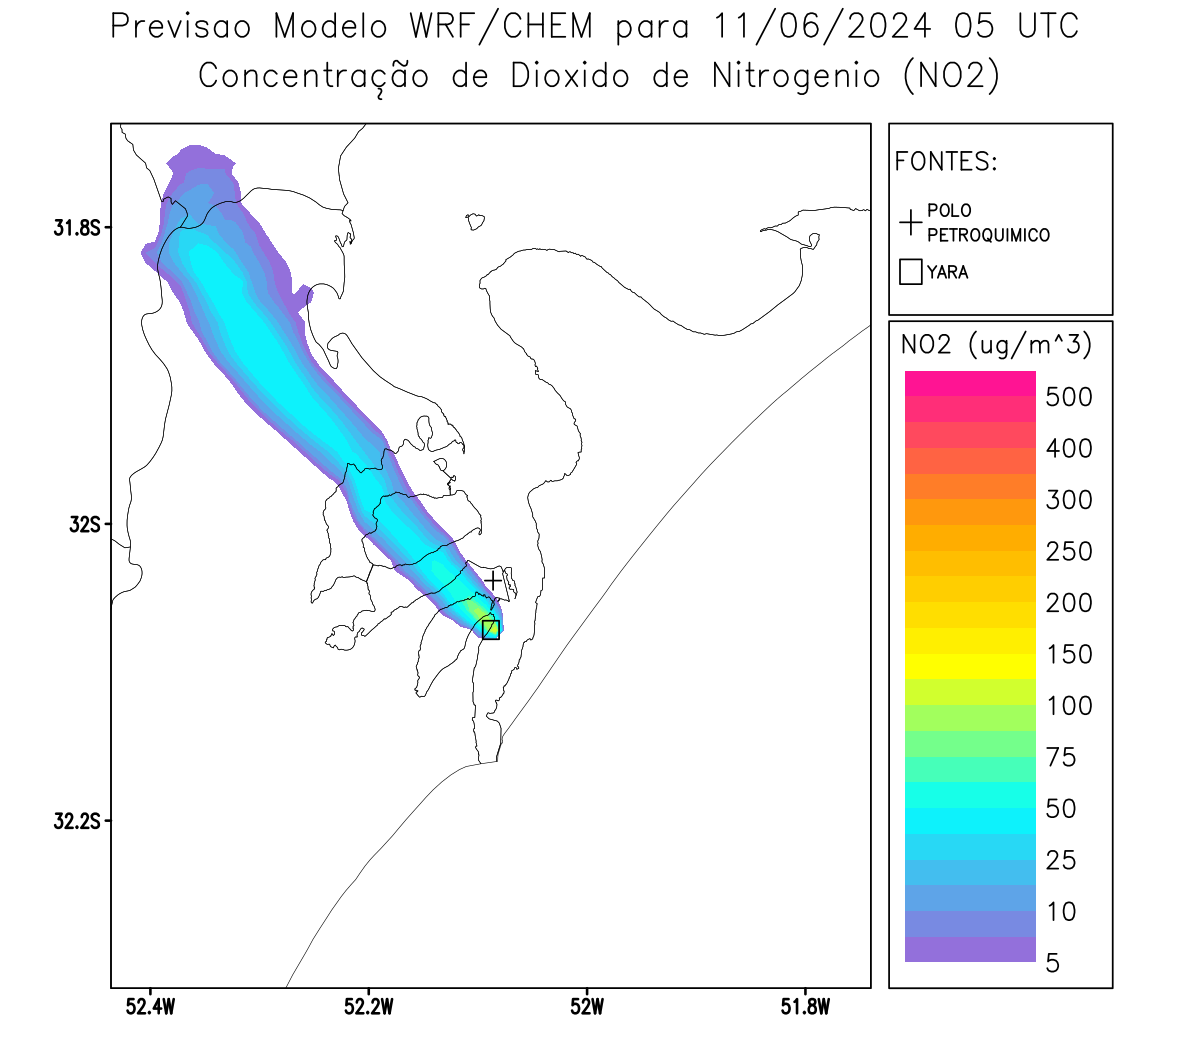 Previsao Modelo WRF/CHEM para 11/06/2024 05 UTC
Concentração de Dioxido de Nitrogenio (NO2)
FONTES:
POLO
PETROQUIMICO
YARA
NO2 (ug/m^3)
500
400
300
250
200
150
100
75
50
25
10
5
31.8S
32S
32.2S
52.4W
52.2W
52W
51.8W